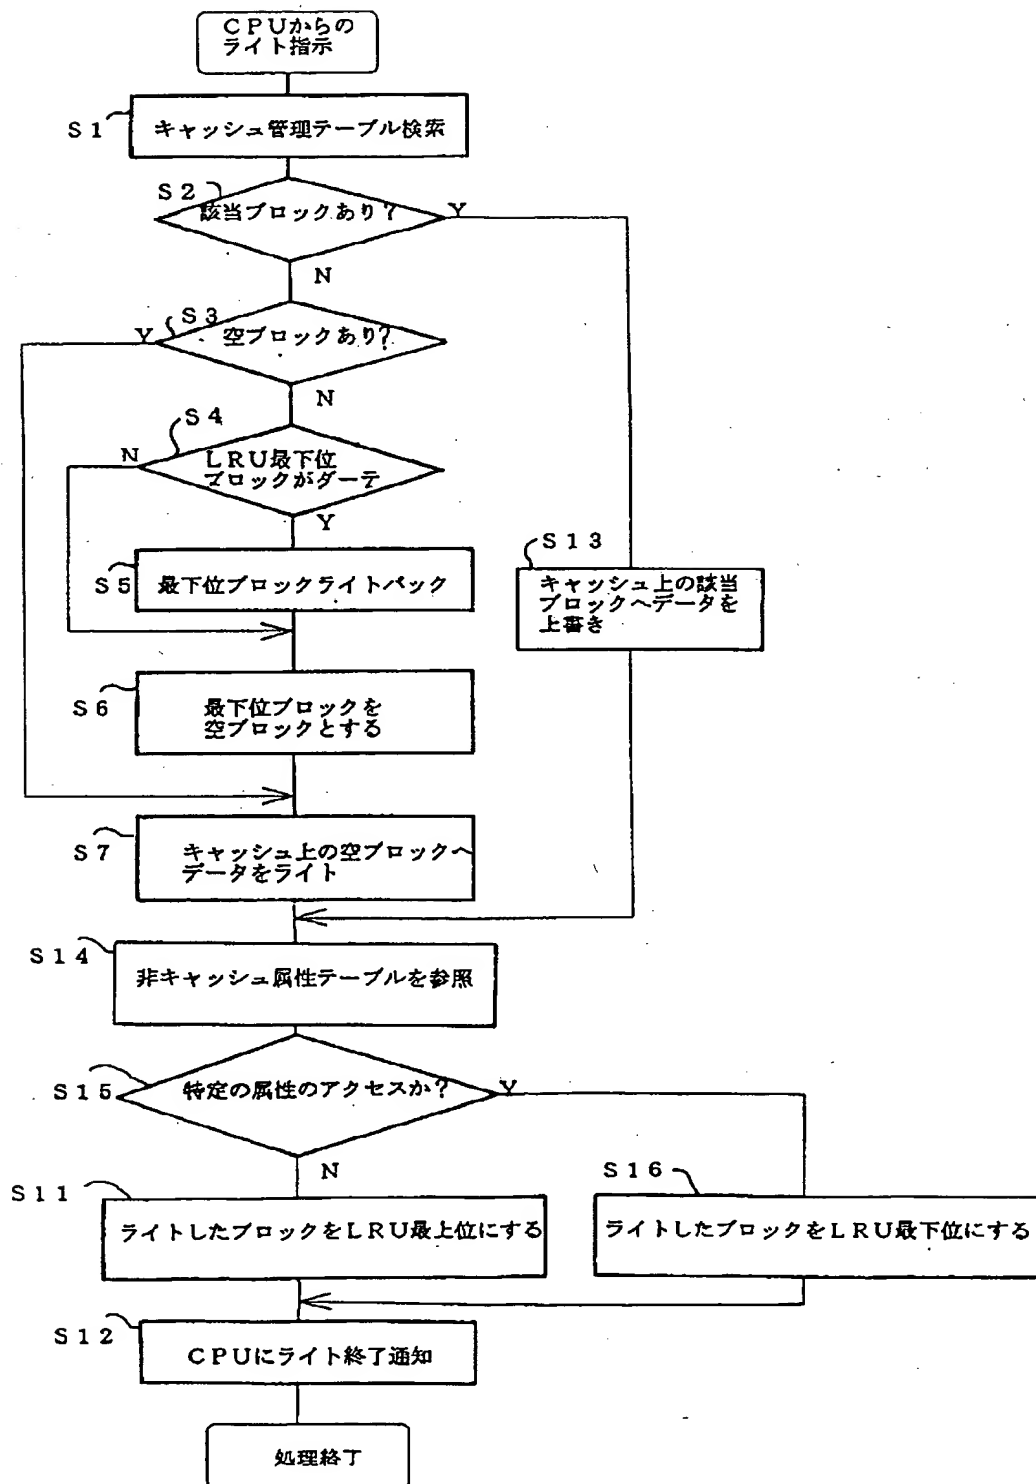 CPUからの
ライト指示
S1
キャッシュ管理テーブル検索
S2
該当ブロックあり?
Y
N
S3
Y
空ブロックあり?
N
S4
N
LRU最下位
ブロックがダーテ
Y
S5
最下位ブロックライトバック
S13
キャッシュ上の該当
ブロックへデータを
上書き
S6
最下位ブロックを
空ブロックとする
S7
キャッシュ上の空ブロックへ
データをライト
S14
非キャッシュ属性テーブルを参照
S15
特定の属性のアクセスか?
Y
N
S11
ライトしたブロックをLRU最上位にする
S16
ライトしたブロックをLRU最下位にする
S12
CPUにライト終了通知
処理終了